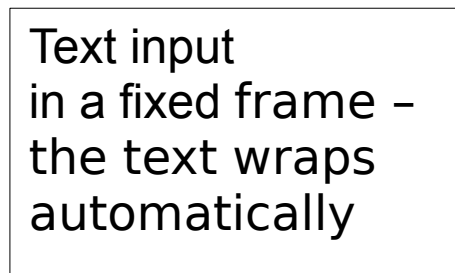 Text input
in a fixed frame –
the text wraps
automatically